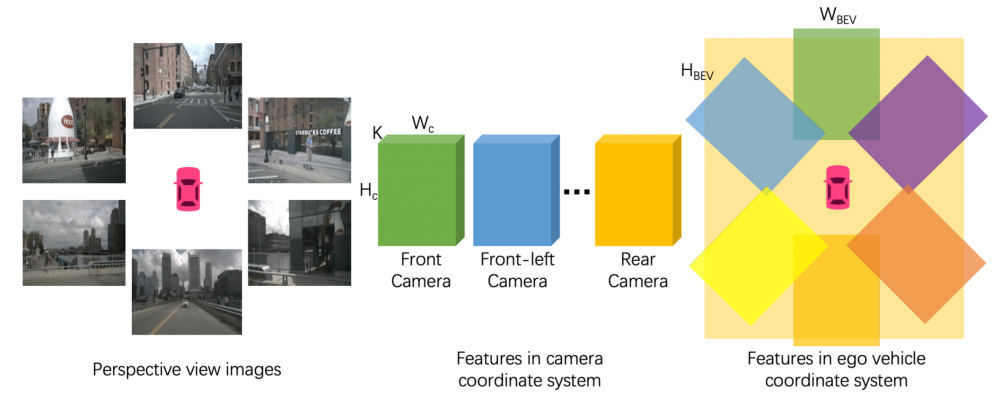 W_BEV
H_BEV
Hood
STARBUCKS COFFEE
K
W_c
H_c
Front
Camera
Front-left
Camera
Rear
Camera
Perspective view images
Features in camera
coordinate system
Features in ego vehicle
coordinate system